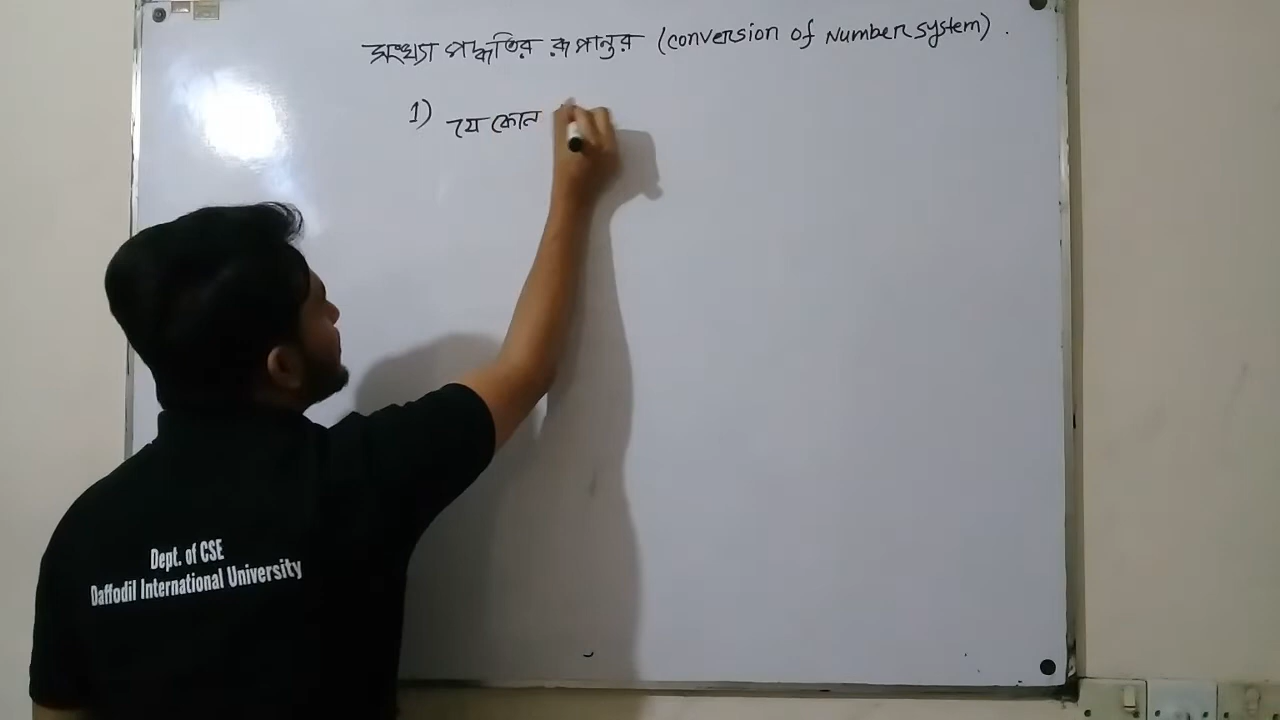 সংখ্যা পদ্ধতির রূপান্তর (conversion of Number system) .
1) যে কোন
Dept. of CSE
Daffodil International University